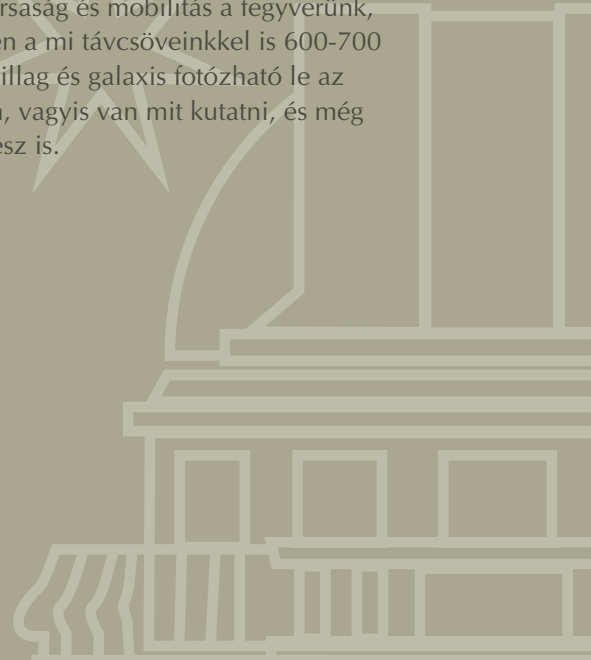 rsaság és mobilitás a fegyverünk,
en a mi távcsöveinkkel is 600-700
illag és galaxis fotózható le az
, vagyis van mit kutatni, és még
esz is.